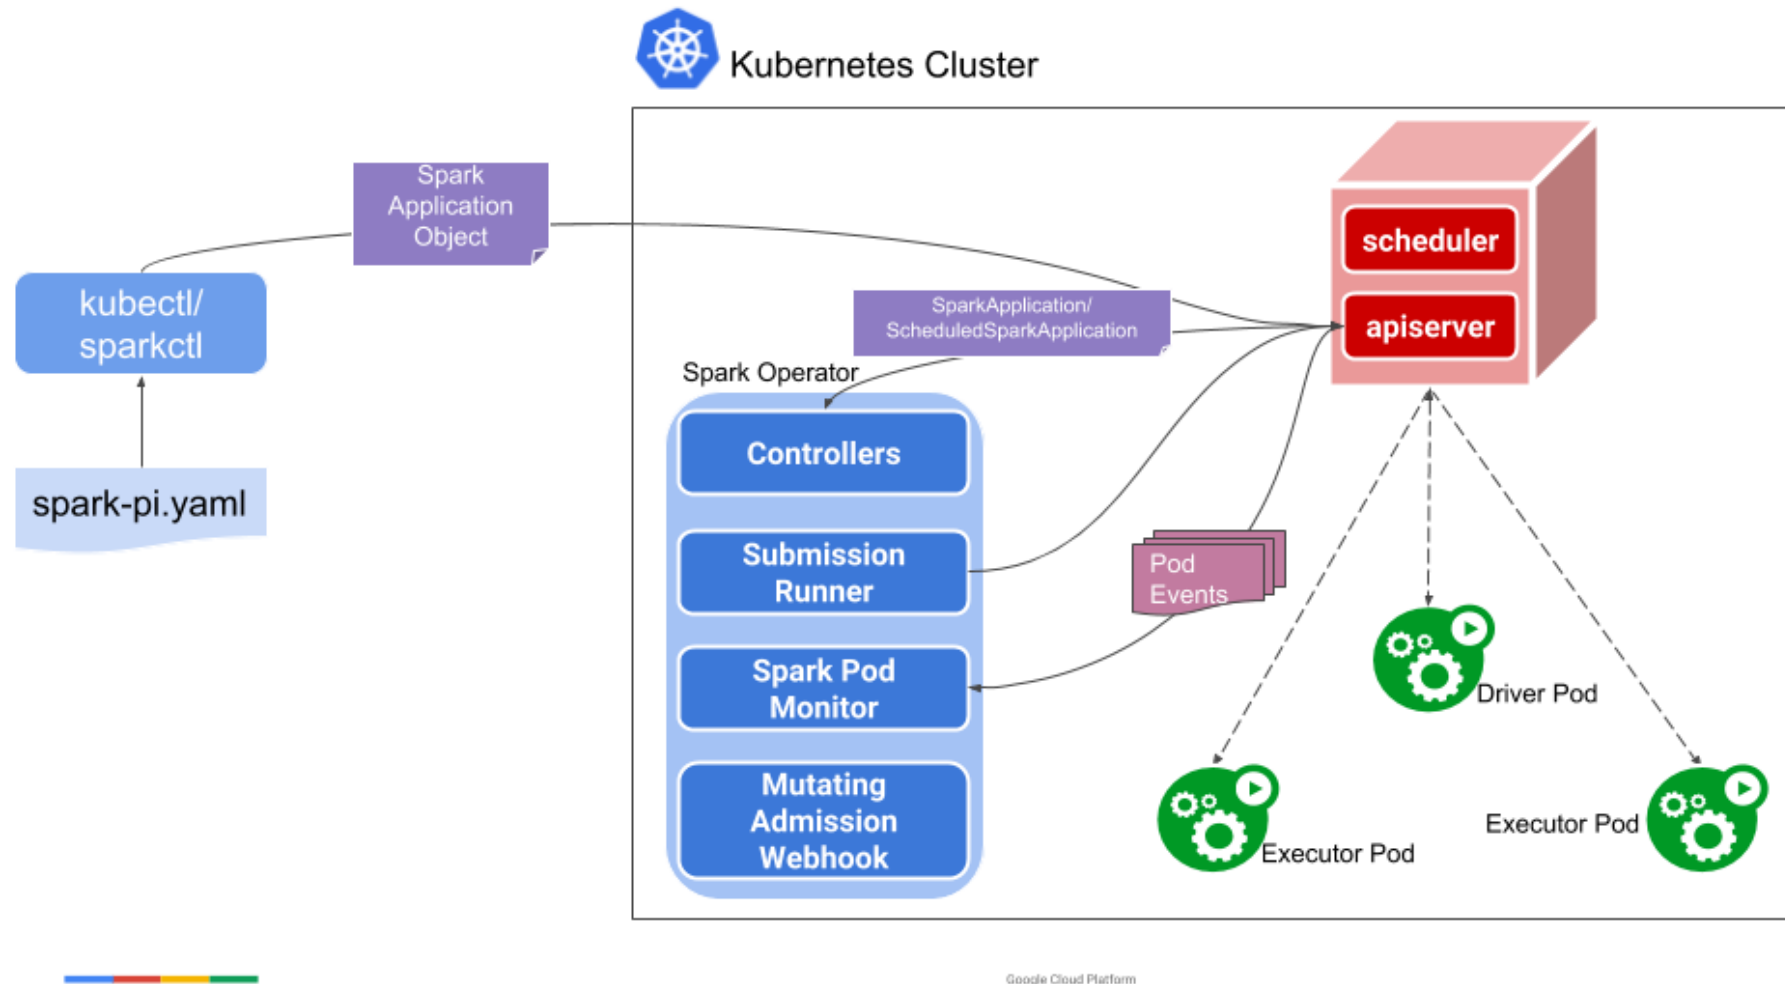 Kubernetes Cluster
Spark
Application
Object
scheduler
kubectl/
sparkctl
SparkApplication/
ScheduledSparkApplication
apiserver
Spark Operator
Controllers
spark-pi.yaml
Submission
Runner
Pod
Events
Spark Pod
Monitor
Driver Pod
Mutating
Admission
Webhook
Executor Pod
Executor Pod
Google Cloud Platform